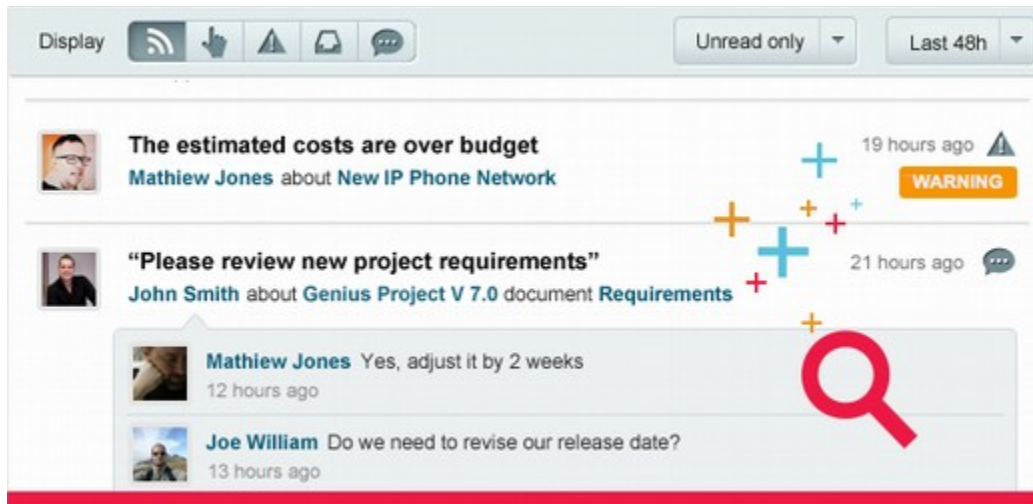 Display
Unread only
Last 48h
The estimated costs are over budget
19 hours ago
Mathiew Jones about New IP Phone Network
WARNING
“Please review new project requirements”
21 hours ago
John Smith about Genius Project V 7.0 document Requirements
Mathiew Jones Yes, adjust it by 2 weeks
12 hours ago
Joe William Do we need to revise our release date?
13 hours ago